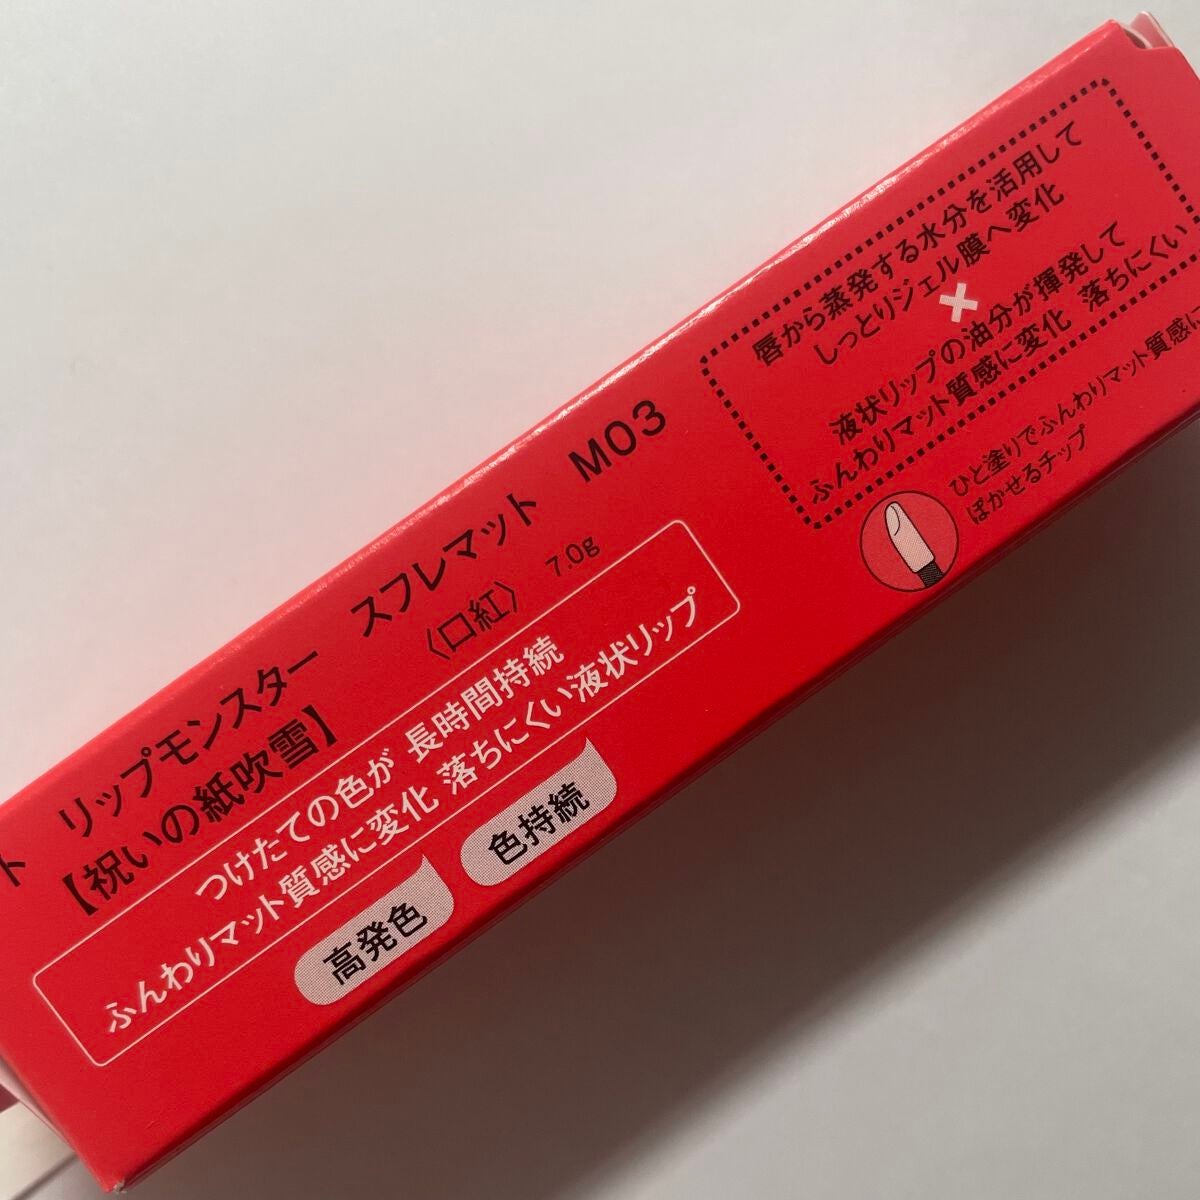 ト
リップモンスター スフレマット M03
【祝いの紙吹雪】 〈口紅〉 7.0g
つけたての色が 長時間持続
ふんわりマット質感に変化 落ちにくい液状リップ
高発色 色持続
唇から蒸発する水分を活用して
しっとりジェル膜へ変化
×
液状リップの油分が揮発して
ふんわりマット質感に変化 落ちにくい
ひと塗りでふんわりマット質感に
ぼかせるチップ